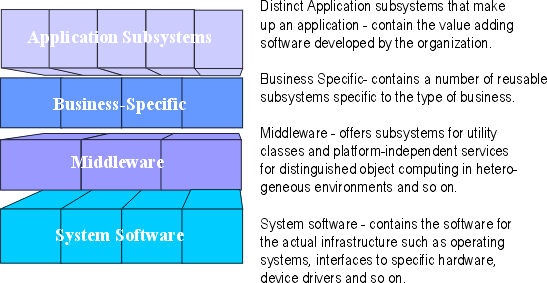 Application Subsystems
Distinct Application subsystems that make
up an application - contain the value adding
software developed by the organization.
Business-Specific
Business Specific- contains a number of reusable
subsystems specific to the type of business.
Middleware
Middleware - offers subsystems for utility
classes and platform-independent services
for distinguished object computing in hetero-
geneous environments and so on.
System Software
System software - contains the software for
the actual infrastructure such as operating
systems, interfaces to specific hardware,
device drivers and so on.